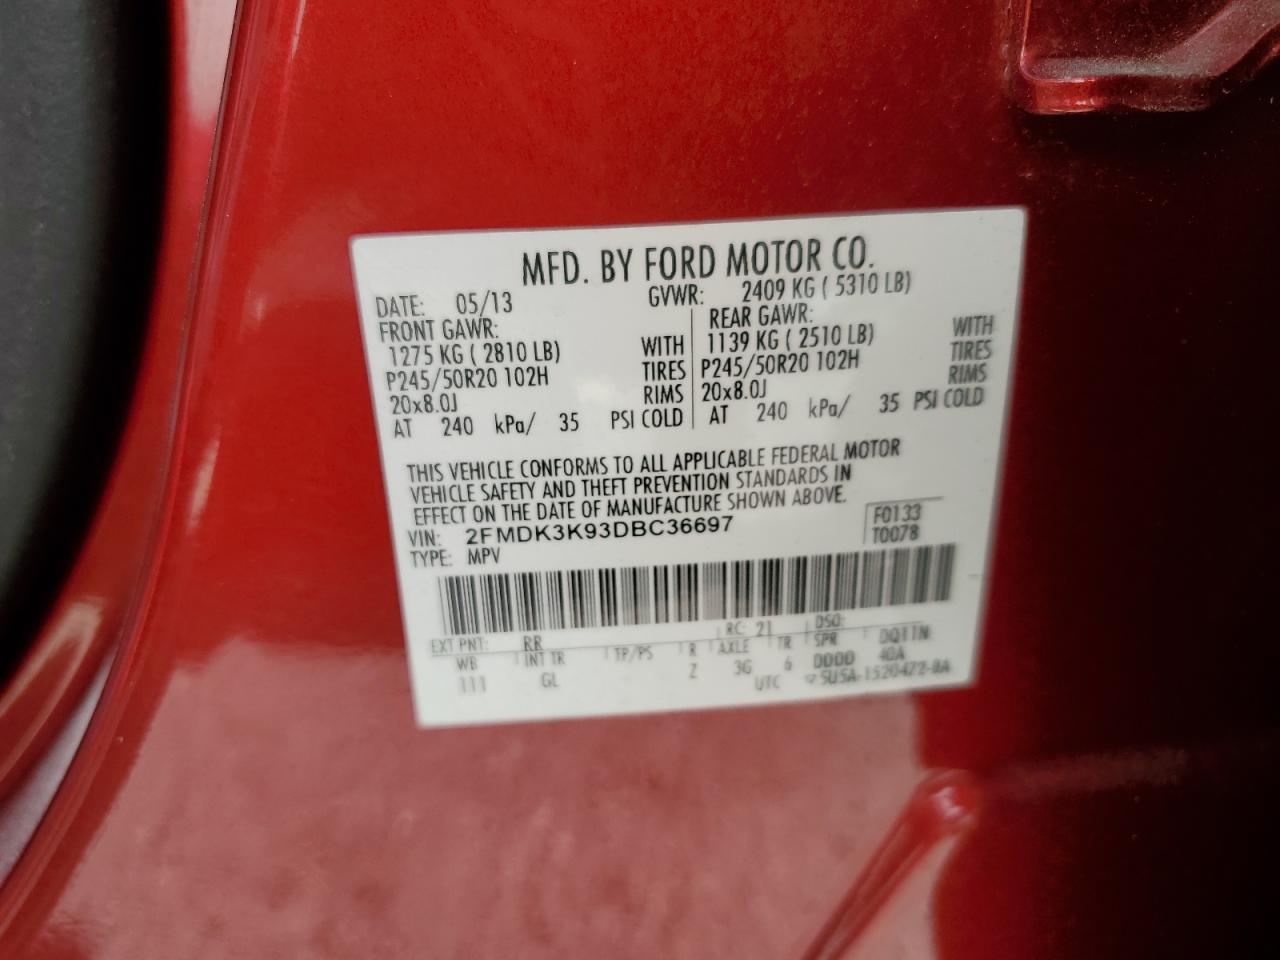 MFD. BY FORD MOTOR CO.
DATE: 05/13 GVWR: 2409 KG ( 5310 LB)
FRONT GAWR: REAR GAWR:
1275 KG ( 2810 LB) WITH 1139 KG ( 2510 LB) WITH
P245/50R20 102H TIRES P245/50R20 102H TIRES
20x8.0J RIMS 20x8.0J RIMS
AT 240 kPa/ 35 PSI COLD AT 240 kPa/ 35 PSI COLD
THIS VEHICLE CONFORMS TO ALL APPLICABLE FEDERAL MOTOR
VEHICLE SAFETY AND THEFT PREVENTION STANDARDS IN
EFFECT ON THE DATE OF MANUFACTURE SHOWN ABOVE.
VIN: 2FMDK3K93DBC36697 F0133
TYPE: MPV T0078
EXT PNT: RR RC: 21 DSO:
WB INT TR TP/PS R AXLE TR SPR DQ11N
111 GL Z 3G 6 DDDD 40A
UTC 5U5A-1520472-BA